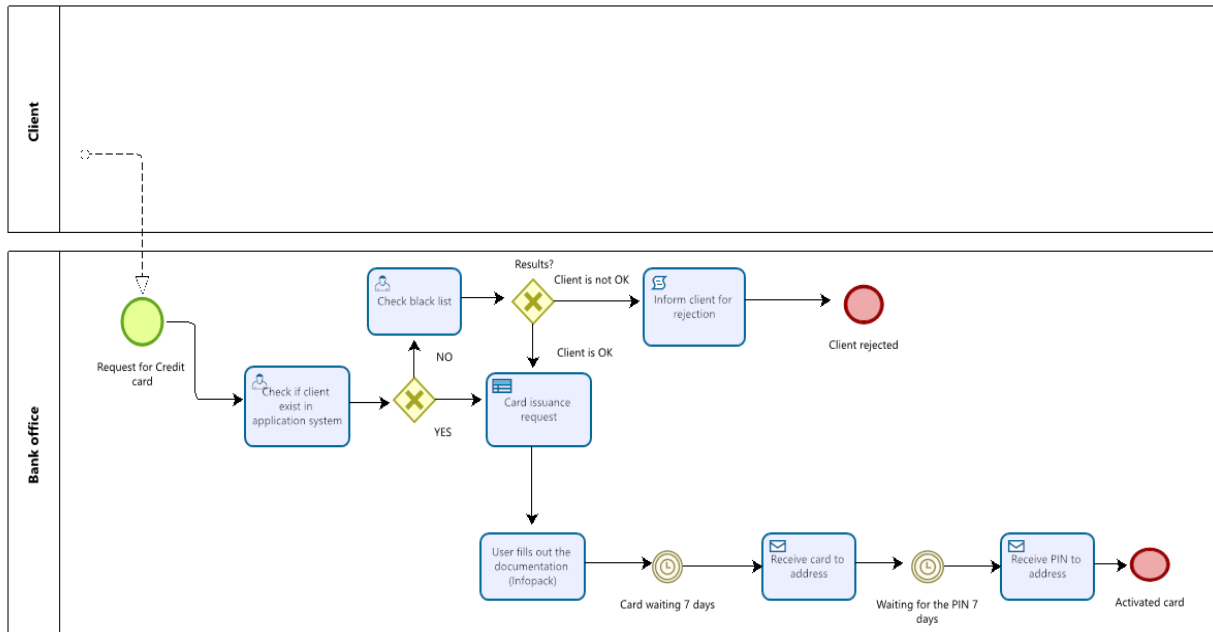 Client
Bank office
Request for Credit
card
Check if client
exist in
application system
Check black list
NO
YES
Results?
Client is not OK
Client is OK
Inform client for
rejection
Client rejected
Card issuance
request
User fills out the
documentation
(Infopack)
Card waiting 7 days
Receive card to
address
Waiting for the PIN 7
days
Receive PIN to
address
Activated card